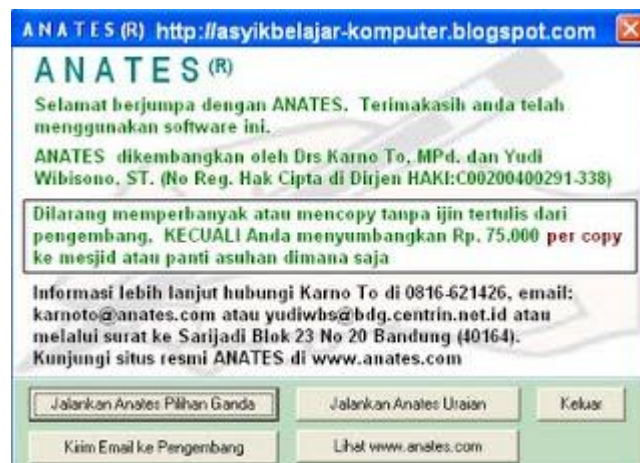 ANATES(R) http://asyikbelajar-komputer.blogspot.com
ANATES (R)
Selamat berjumpa dengan ANATES. Terimakasih anda telah
menggunakan software ini.
ANATES dikembangkan oleh Drs Karno To, MPd. dan Yudi
Wibisono, ST. (No Reg. Hak Cipta di Dirjen HAKI:C00200400291-338)
Dilarang memperbanyak atau mencopy tanpa ijin tertulis dari
pengembang, KECUALI Anda menyumbangkan Rp. 75.000 per copy
ke mesjid atau panti asuhan dimana saja
Informasi lebih lanjut hubungi Karno To di 0816-621426, email:
karnoto@anates.com atau yudiwbs@bdg.centrin.net.id atau
melalui surat ke Sarijadi Blok 23 No 20 Bandung (40164).
Kunjungi situs resmi ANATES di www.anates.com
Jalankan Anates Pilihan Ganda
Jalankan Anates Uraian
Keluar
Kirim Email ke Pengembang
Lihat www.anates.com